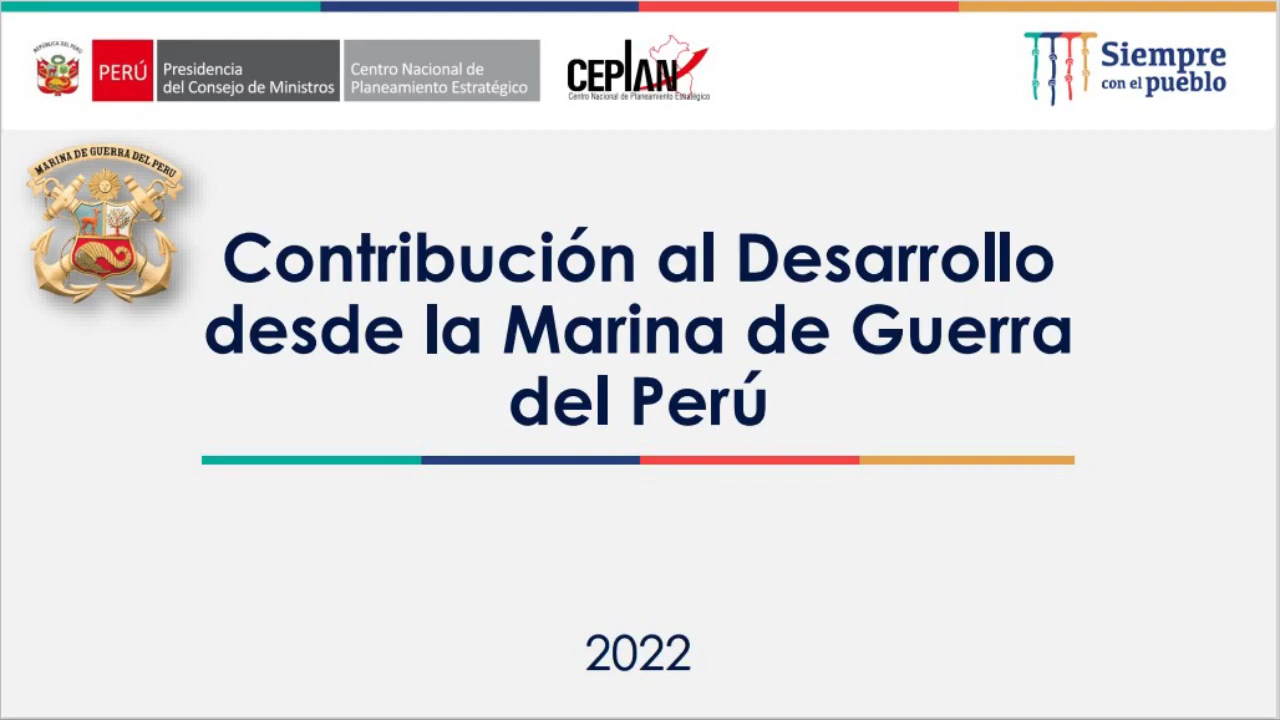 REPÚBLICA DEL PERÚ
PERÚ
Presidencia
del Consejo de Ministros
Centro Nacional de
Planeamiento Estratégico
CEPLAN
Centro Nacional de Planeamiento Estratégico
Siempre
con el pueblo
MARINA DE GUERRA DEL PERU
Contribución al Desarrollo
desde la Marina de Guerra
del Perú
2022